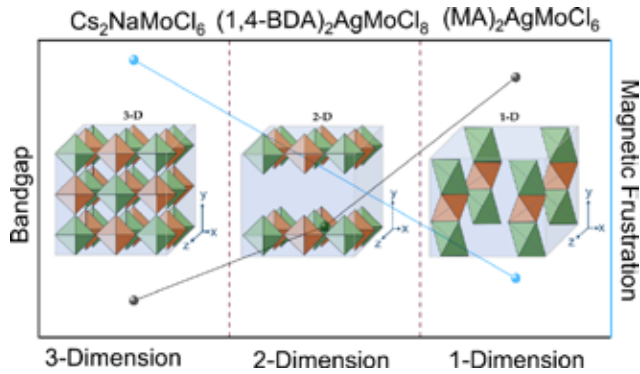 Cs₂NaMoCl₆ (1,4-BDA)₂AgMoCl₈ (MA)₂AgMoCl₆
3-D 2-D 1-D
Bandgap
Magnetic Frustration
y
x
z
y
x
z
y
x
z
3-Dimension 2-Dimension 1-Dimension